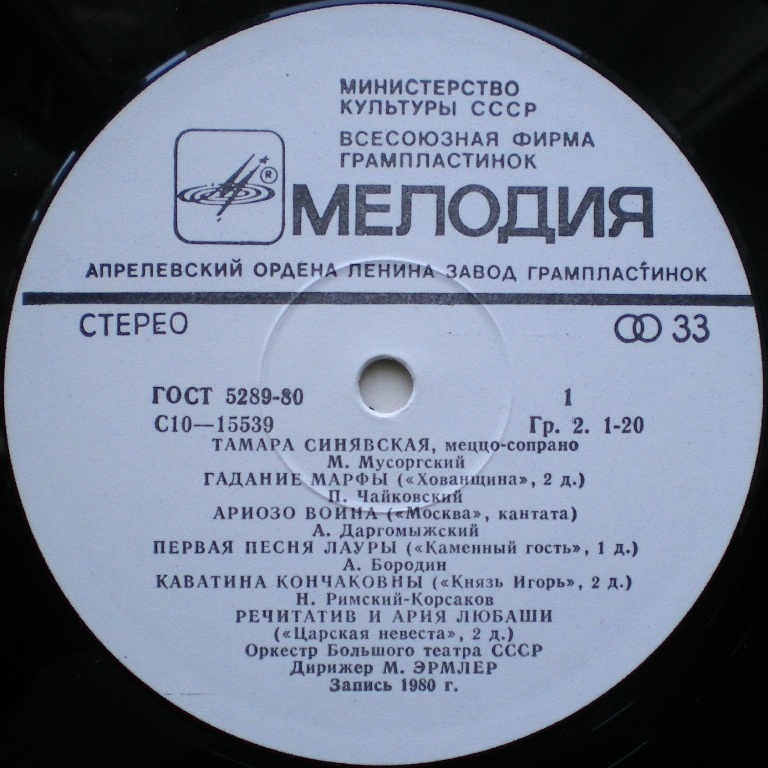 МИНИСТЕРСТВО
КУЛЬТУРЫ СССР
ВСЕСОЮЗНАЯ ФИРМА
ГРАМПЛАСТИНОК
®
МЕЛОДИЯ
АПРЕЛЕВСКИЙ ОРДЕНА ЛЕНИНА ЗАВОД ГРАМПЛАСТИНОК
СТЕРЕО 33
ГОСТ 5289-80 1
С10—15539 Гр. 2. 1-20
ТАМАРА СИНЯВСКАЯ, меццо-сопрано
М. Мусоргский
ГАДАНИЕ МАРФЫ («Хованщина», 2 д.)
П. Чайковский
АРИОЗО ВОИНА («Москва», кантата)
А. Даргомыжский
ПЕРВАЯ ПЕСНЯ ЛАУРЫ («Каменный гость», 1 д.)
А. Бородин
КАВАТИНА КОНЧАКОВНЫ («Князь Игорь», 2 д.)
Н. Римский-Корсаков
РЕЧИТАТИВ И АРИЯ ЛЮБАШИ
(«Царская невеста», 2 д.)
Оркестр Большого театра СССР
Дирижер М. ЭРМЛЕР
Запись 1980 г.